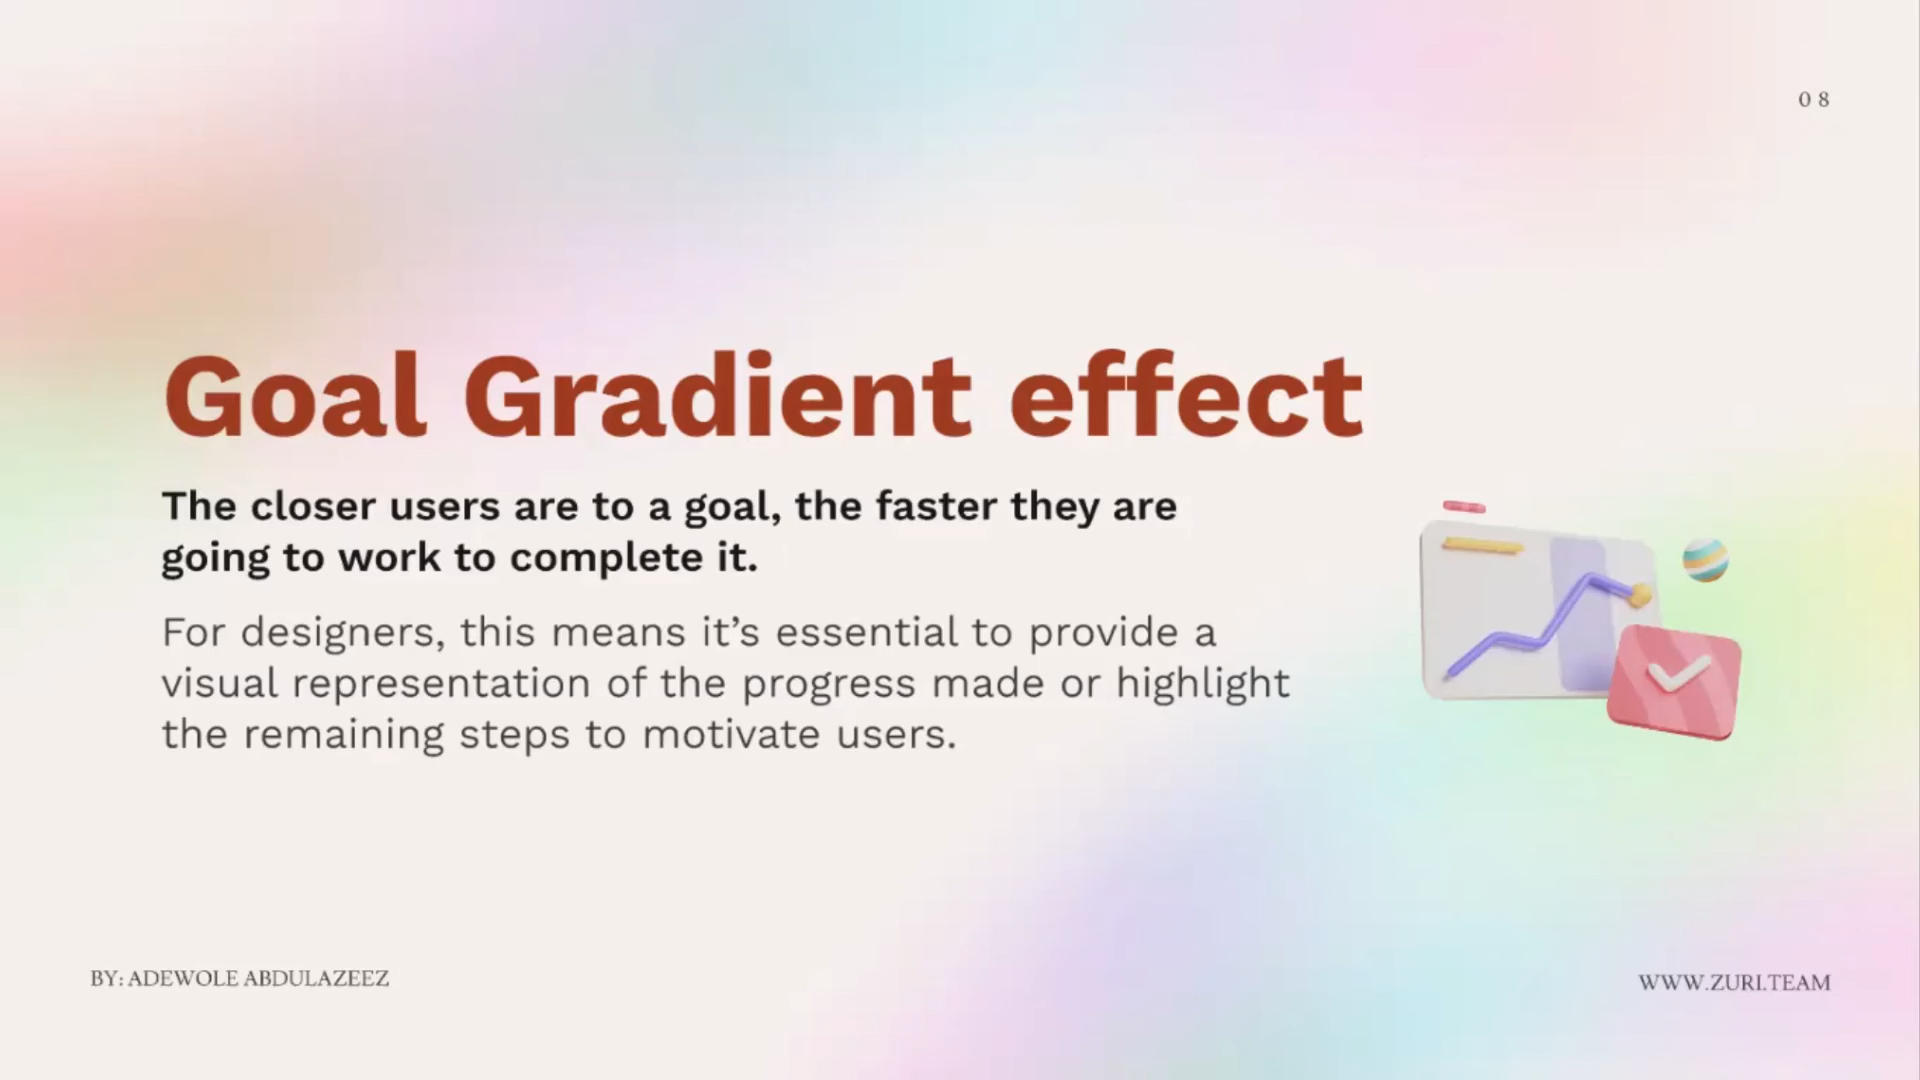 08
Goal Gradient effect
The closer users are to a goal, the faster they are
going to work to complete it.
For designers, this means it’s essential to provide a
visual representation of the progress made or highlight
the remaining steps to motivate users.
BY: ADEWOLE ABDULAZEEZ
WWW.ZURI.TEAM